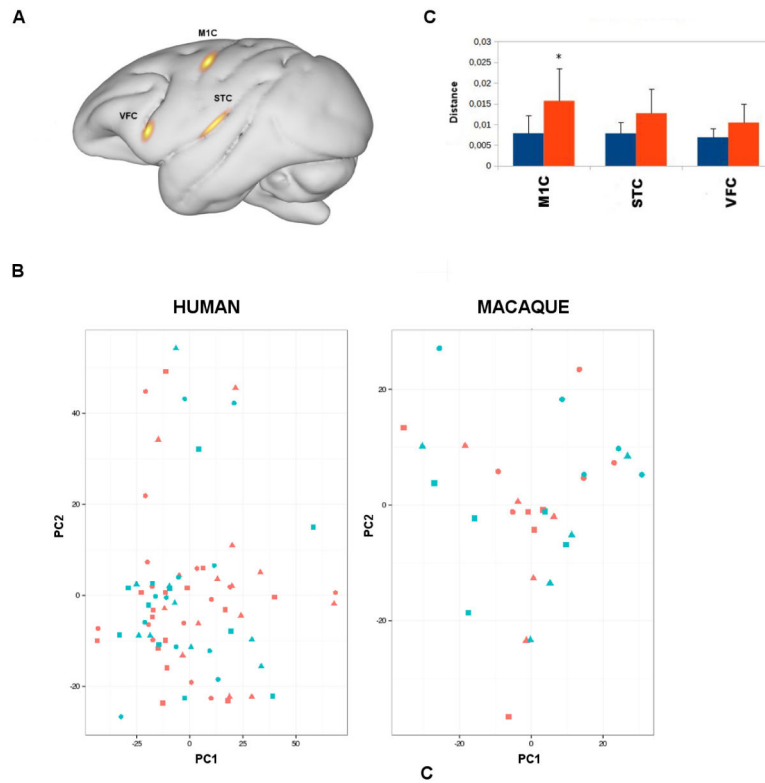 A
M1C
STC
VFC
C
0,03
0,025
0,02
0,015
0,01
0,005
0
Distance
*
M1C
STC
VFC
B
HUMAN
MACAQUE
40
20
0
-20
PC2
-25
0
25
50
PC1
20
0
-20
PC2
-20
0
20
PC1
C